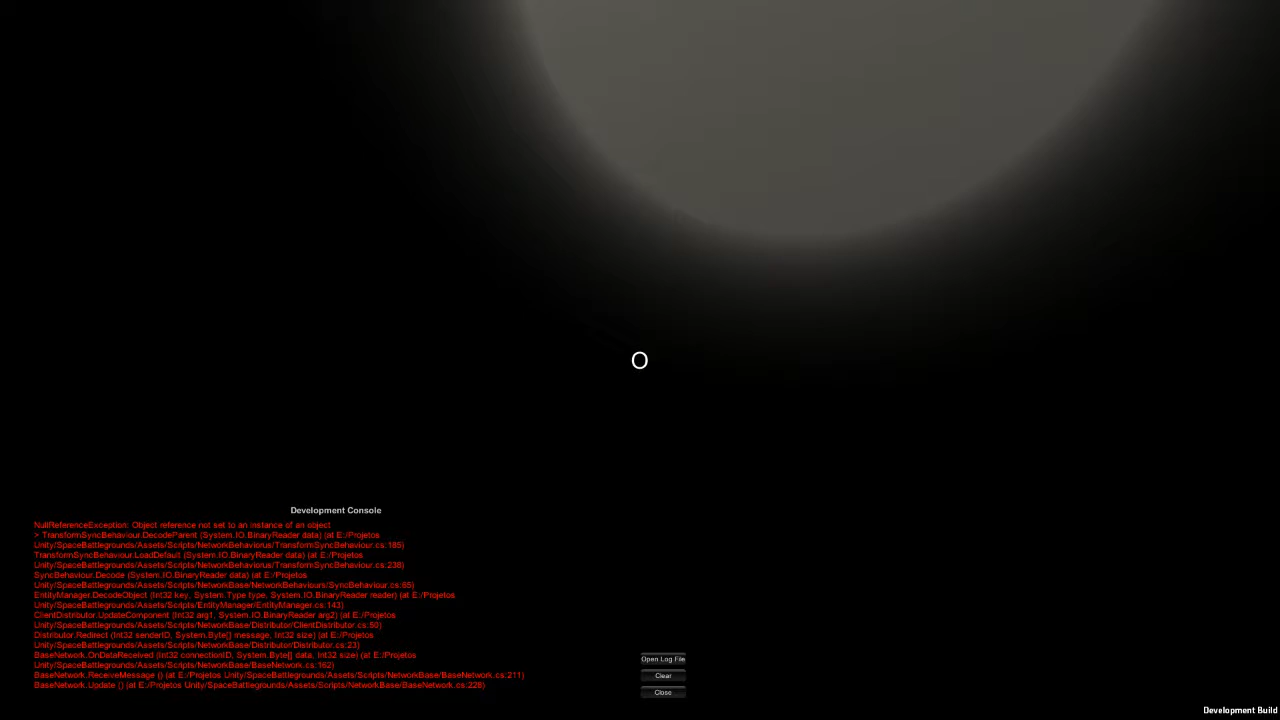 O
Development Console
NullReferenceException: Object reference not set to an instance of an object
> TransformSyncBehaviour.DecodeParent (System.IO.BinaryReader data) (at E:/Projetos
Unity/SpaceBattlegrounds/Assets/Scripts/NetworkBehaviorus/TransformSyncBehaviour.cs:185)
TransformSyncBehaviour.LoadDefault (System.IO.BinaryReader data) (at E:/Projetos
Unity/SpaceBattlegrounds/Assets/Scripts/NetworkBehaviorus/TransformSyncBehaviour.cs:238)
SyncBehaviour.Decode (System.IO.BinaryReader data) (at E:/Projetos
Unity/SpaceBattlegrounds/Assets/Scripts/NetworkBase/NetworkBehaviours/SyncBehaviour.cs:65)
EntityManager.DecodeObject (Int32 key, System.Type type, System.IO.BinaryReader reader) (at E:/Projetos
Unity/SpaceBattlegrounds/Assets/Scripts/EntityManager/EntityManager.cs:143)
ClientDistributor.UpdateComponent (Int32 arg1, System.IO.BinaryReader arg2) (at E:/Projetos
Unity/SpaceBattlegrounds/Assets/Scripts/NetworkBase/Distributor/ClientDistributor.cs:50)
Distributor.Redirect (Int32 senderID, System.Byte[] message, Int32 size) (at E:/Projetos
Unity/SpaceBattlegrounds/Assets/Scripts/NetworkBase/Distributor/Distributor.cs:23)
BaseNetwork.OnDataReceived (Int32 connectionID, System.Byte[] data, Int32 size) (at E:/Projetos
Unity/SpaceBattlegrounds/Assets/Scripts/NetworkBase/BaseNetwork.cs:162)
BaseNetwork.ReceiveMessage () (at E:/Projetos Unity/SpaceBattlegrounds/Assets/Scripts/NetworkBase/BaseNetwork.cs:211)
BaseNetwork.Update () (at E:/Projetos Unity/SpaceBattlegrounds/Assets/Scripts/NetworkBase/BaseNetwork.cs:228)
Open Log File
Clear
Close
Development Build